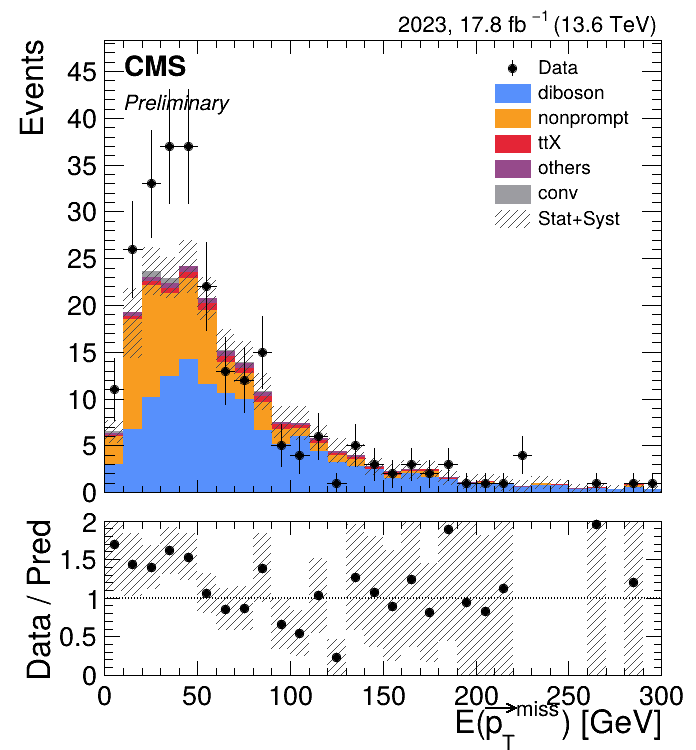 2023, 17.8 fb⁻¹ (13.6 TeV)
Events
CMS
Preliminary
Data
diboson
nonprompt
ttX
others
conv
Stat+Syst
45
40
35
30
25
20
15
10
5
0
Data / Pred
2
1.5
1
0.5
0
0 50 100 150 200 250 300
E(p⃗_T^miss) [GeV]